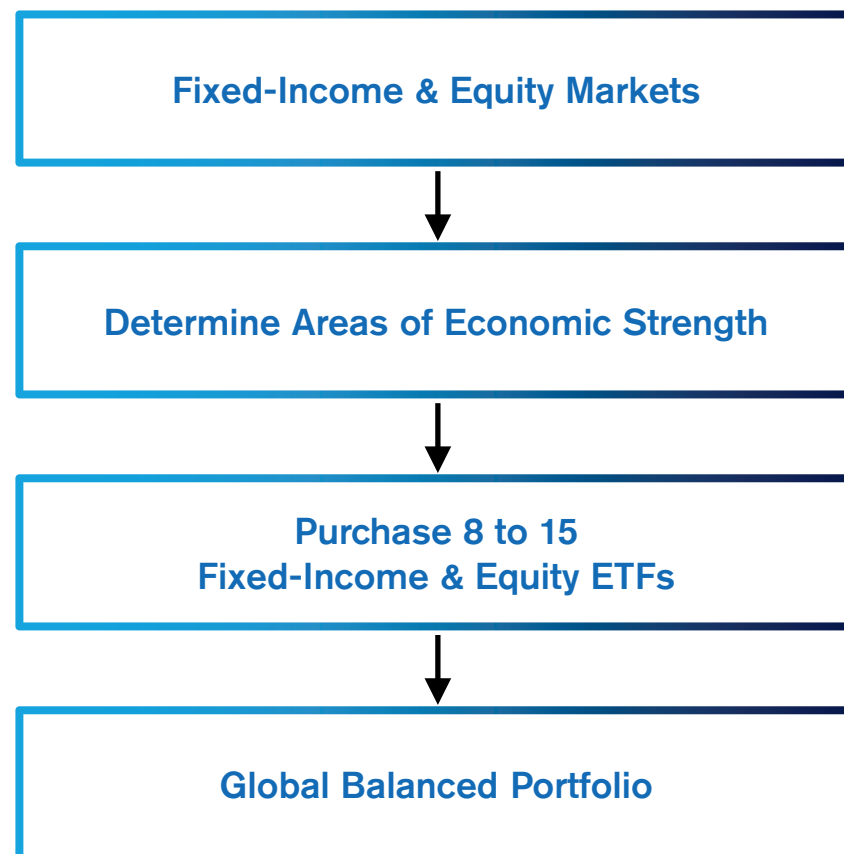 Fixed-Income & Equity Markets
Determine Areas of Economic Strength
Purchase 8 to 15
Fixed-Income & Equity ETFs
Global Balanced Portfolio